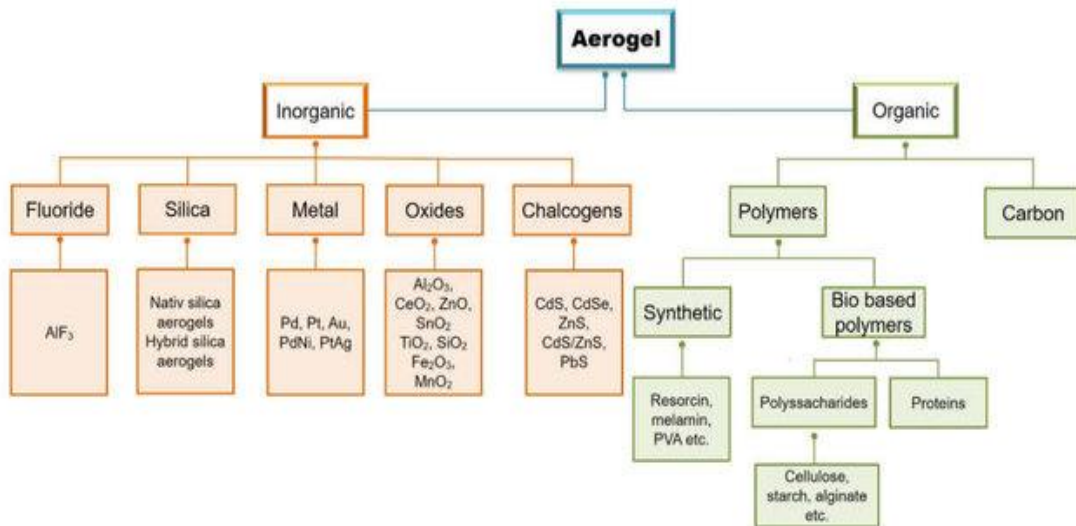 Aerogel
Inorganic
Organic
Fluoride
Silica
Metal
Oxides
Chalcogens
Polymers
Carbon
AlF₃
Nativ silica
aerogels
Hybrid silica
aerogels
Pd, Pt, Au,
PdNi, PtAg
Al₂O₃,
CeO₂, ZnO,
SnO₂
TiO₂, SiO₂
Fe₂O₃,
MnO₂
CdS, CdSe,
ZnS,
CdS/ZnS,
PbS
Synthetic
Bio based
polymers
Resorcin,
melamin,
PVA etc.
Polyssacharides
Proteins
Cellulose,
starch, alginate
etc.